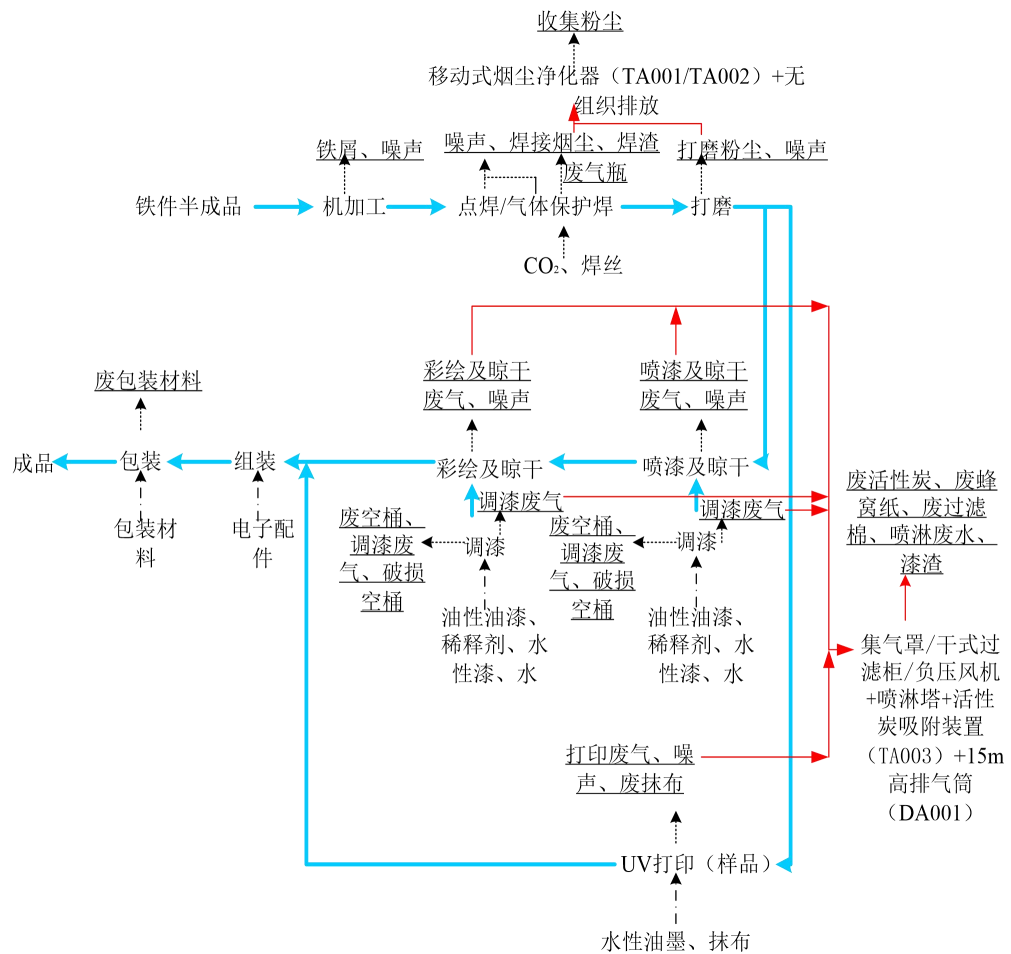 收集粉尘
移动式烟尘净化器（TA001/TA002）+无
组织排放
铁屑、噪声
噪声、焊接烟尘、焊渣
废气瓶
打磨粉尘、噪声
铁件半成品
机加工
点焊/气体保护焊
打磨
CO₂、焊丝
彩绘及晾干
废气、噪声
喷漆及晾干
废气、噪声
废包装材料
成品
包装
组装
彩绘及晾干
喷漆及晾干
包装材
料
电子配
件
废空桶、
调漆废
气、破损
空桶
调漆废气
调漆
废空桶、
调漆废
气、破损
空桶
调漆废气
调漆
废活性炭、废蜂
窝纸、废过滤
棉、喷淋废水、
漆渣
油性油漆、
稀释剂、水
性漆、水
油性油漆、
稀释剂、水
性漆、水
集气罩/干式过
滤柜/负压风机
+喷淋塔+活性
炭吸附装置
（TA003）+15m
高排气筒
（DA001）
打印废气、噪
声、废抹布
UV打印（样品）
水性油墨、抹布